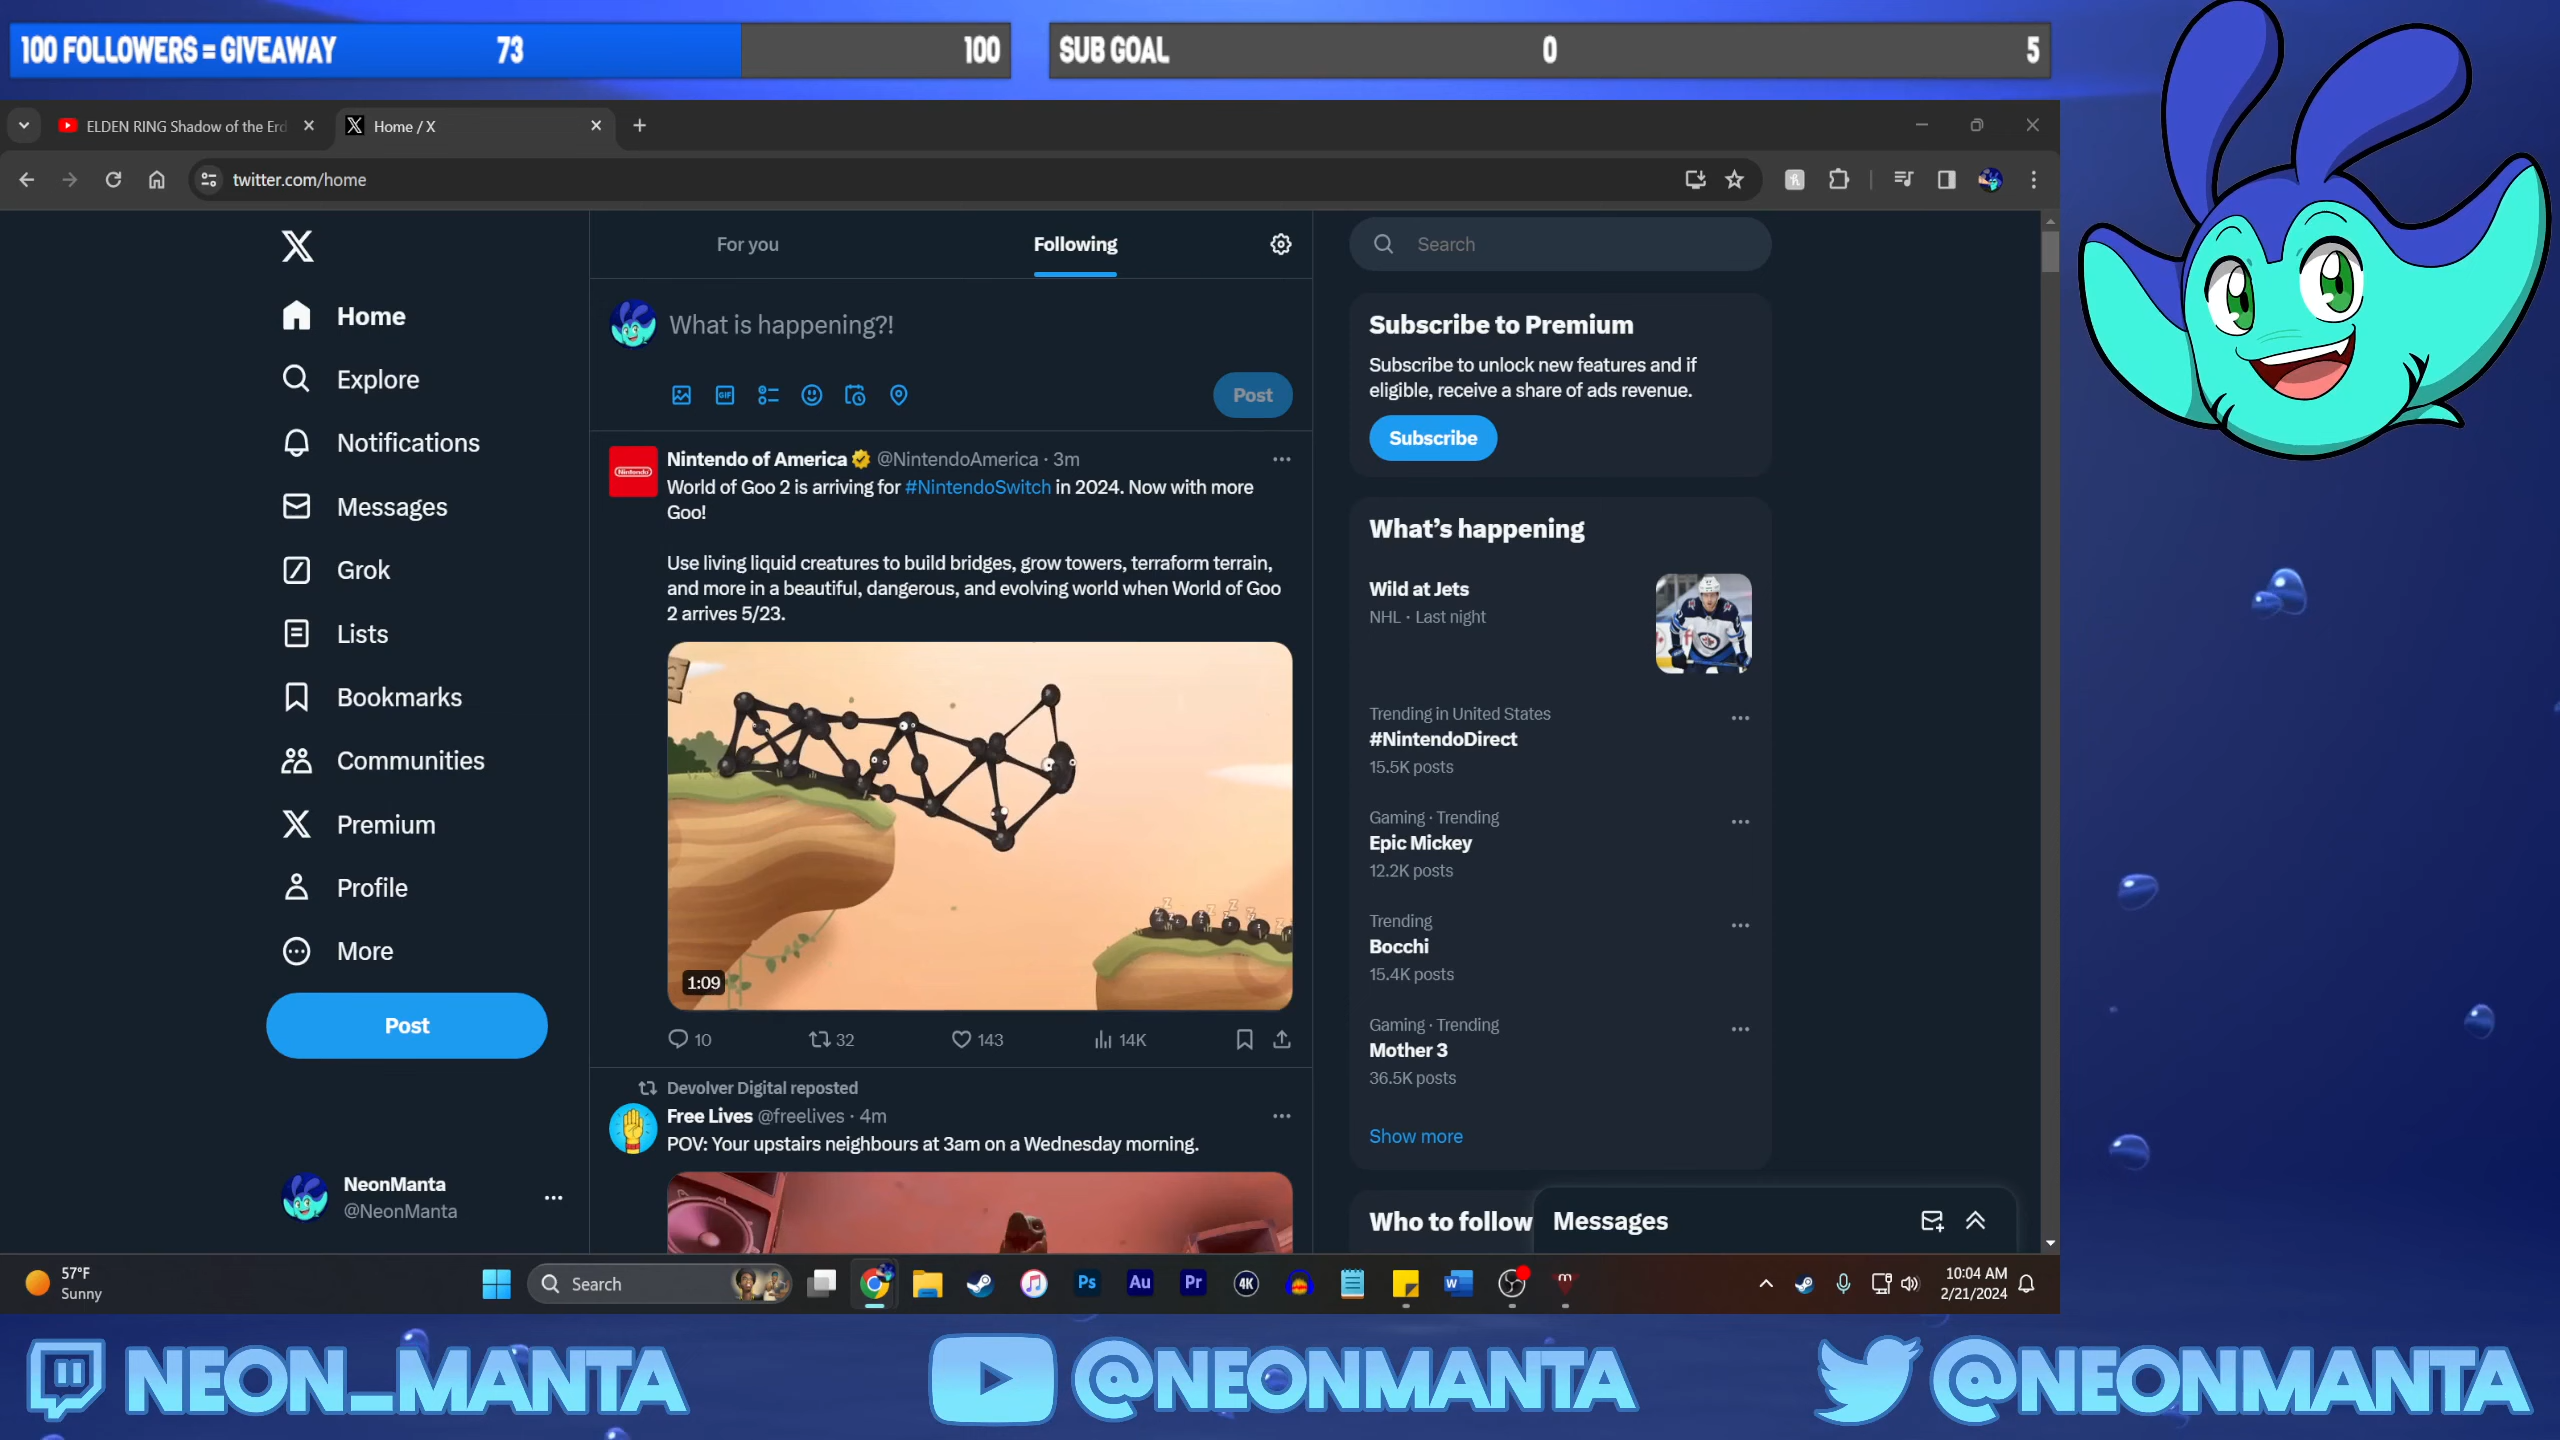 100 FOLLOWERS = GIVEAWAY 73 100
SUB GOAL 0 5
ELDEN RING Shadow of the Erd
Home / X
twitter.com/home
For you
Following
Search
Home
Explore
Notifications
Messages
Grok
Lists
Bookmarks
Communities
Premium
Profile
More
Post
NeonManta
@NeonManta
What is happening?!
GIF
Post
Nintendo
Nintendo of America @NintendoAmerica · 3m
World of Goo 2 is arriving for #NintendoSwitch in 2024. Now with more
Goo!
Use living liquid creatures to build bridges, grow towers, terraform terrain,
and more in a beautiful, dangerous, and evolving world when World of Goo
2 arrives 5/23.
1:09
10 32 143 14K
Devolver Digital reposted
Free Lives @freelives · 4m
POV: Your upstairs neighbours at 3am on a Wednesday morning.
Subscribe to Premium
Subscribe to unlock new features and if
eligible, receive a share of ads revenue.
Subscribe
What's happening
Wild at Jets
NHL · Last night
Trending in United States
#NintendoDirect
15.5K posts
Gaming · Trending
Epic Mickey
12.2K posts
Trending
Bocchi
15.4K posts
Gaming · Trending
Mother 3
36.5K posts
Show more
Who to follow
Messages
57°F
Sunny
Search
Ps
Au
Pr
4K
W
m
10:04 AM
2/21/2024
NEON_MANTA
@NEONMANTA
@NEONMANTA